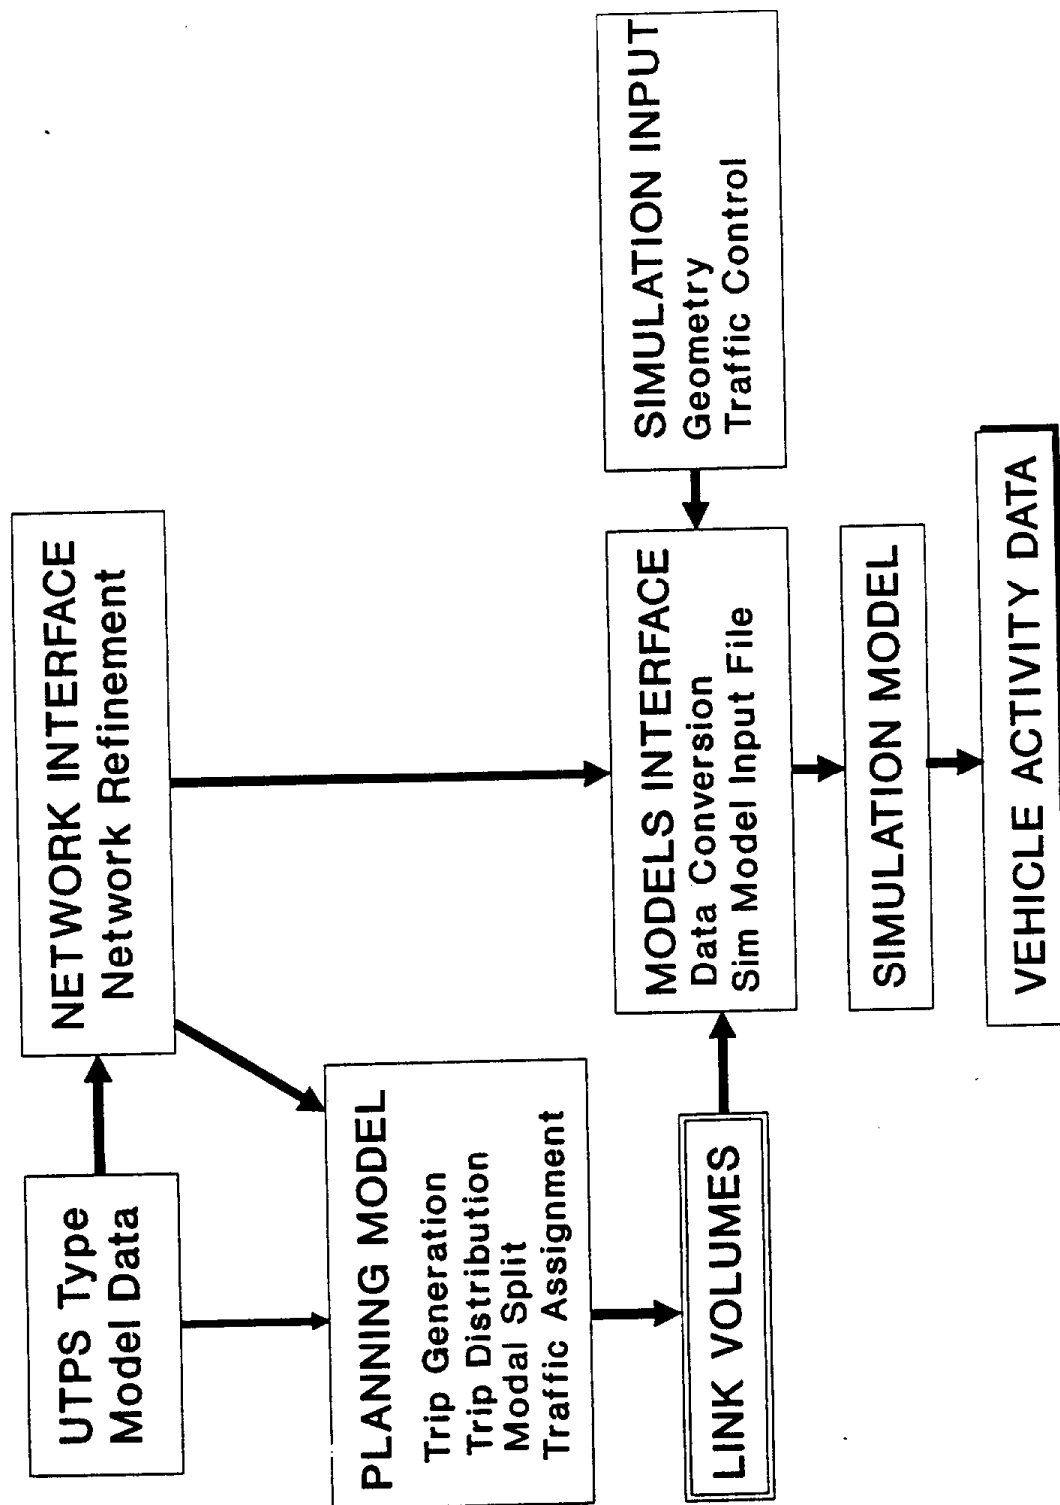 UTPS Type
Model Data
NETWORK INTERFACE
Network Refinement
PLANNING MODEL
Trip Generation
Trip Distribution
Modal Split
Traffic Assignment
LINK VOLUMES
MODELS INTERFACE
Data Conversion
Sim Model Input File
SIMULATION INPUT
Geometry
Traffic Control
SIMULATION MODEL
VEHICLE ACTIVITY DATA